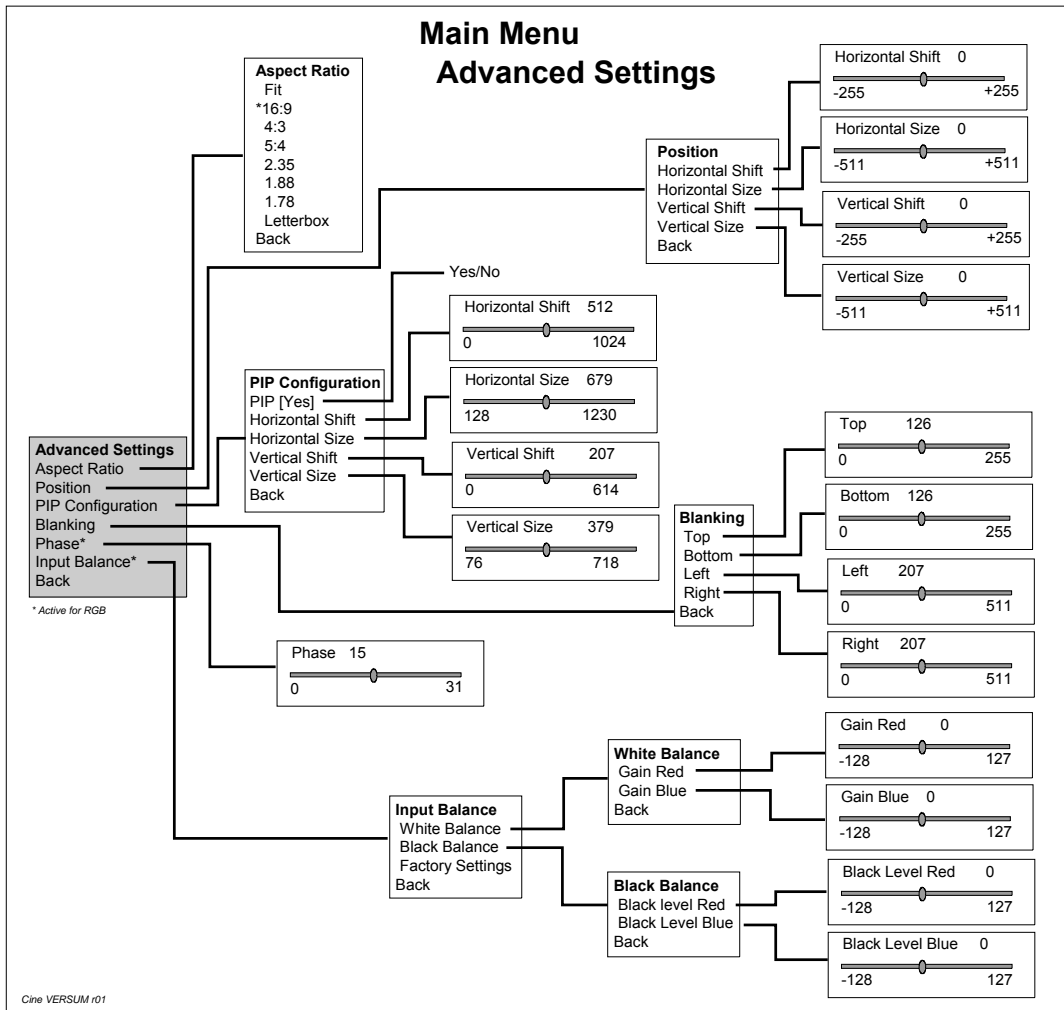 Main Menu
Advanced Settings
Aspect Ratio
Fit
*16:9
4:3
5:4
2.35
1.88
1.78
Letterbox
Back
Position
Horizontal Shift
Horizontal Size
Vertical Shift
Vertical Size
Back
Horizontal Shift 0
-255 +255
Horizontal Size 0
-511 +511
Vertical Shift 0
-255 +255
Vertical Size 0
-511 +511
Yes/No
Horizontal Shift 512
0 1024
Horizontal Size 679
128 1230
Vertical Shift 207
0 614
Vertical Size 379
76 718
PIP Configuration
PIP [Yes]
Horizontal Shift
Horizontal Size
Vertical Shift
Vertical Size
Back
Advanced Settings
Aspect Ratio
Position
PIP Configuration
Blanking
Phase*
Input Balance*
Back
* Active for RGB
Blanking
Top
Bottom
Left
Right
Back
Top 126
0 255
Bottom 126
0 255
Left 207
0 511
Right 207
0 511
Phase 15
0 31
Input Balance
White Balance
Black Balance
Factory Settings
Back
White Balance
Gain Red
Gain Blue
Back
Gain Red 0
-128 127
Gain Blue 0
-128 127
Black Balance
Black level Red
Black Level Blue
Back
Black Level Red 0
-128 127
Black Level Blue 0
-128 127
Cine VERSUM r01